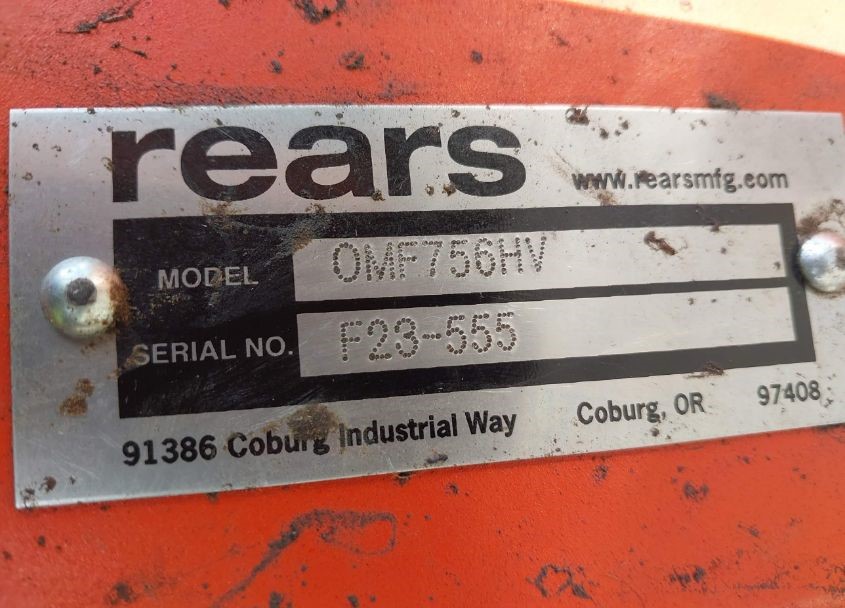 rears
www.rearsmfg.com
MODEL OMF756HV
SERIAL NO. F23-555
91386 Coburg Industrial Way Coburg, OR 97408